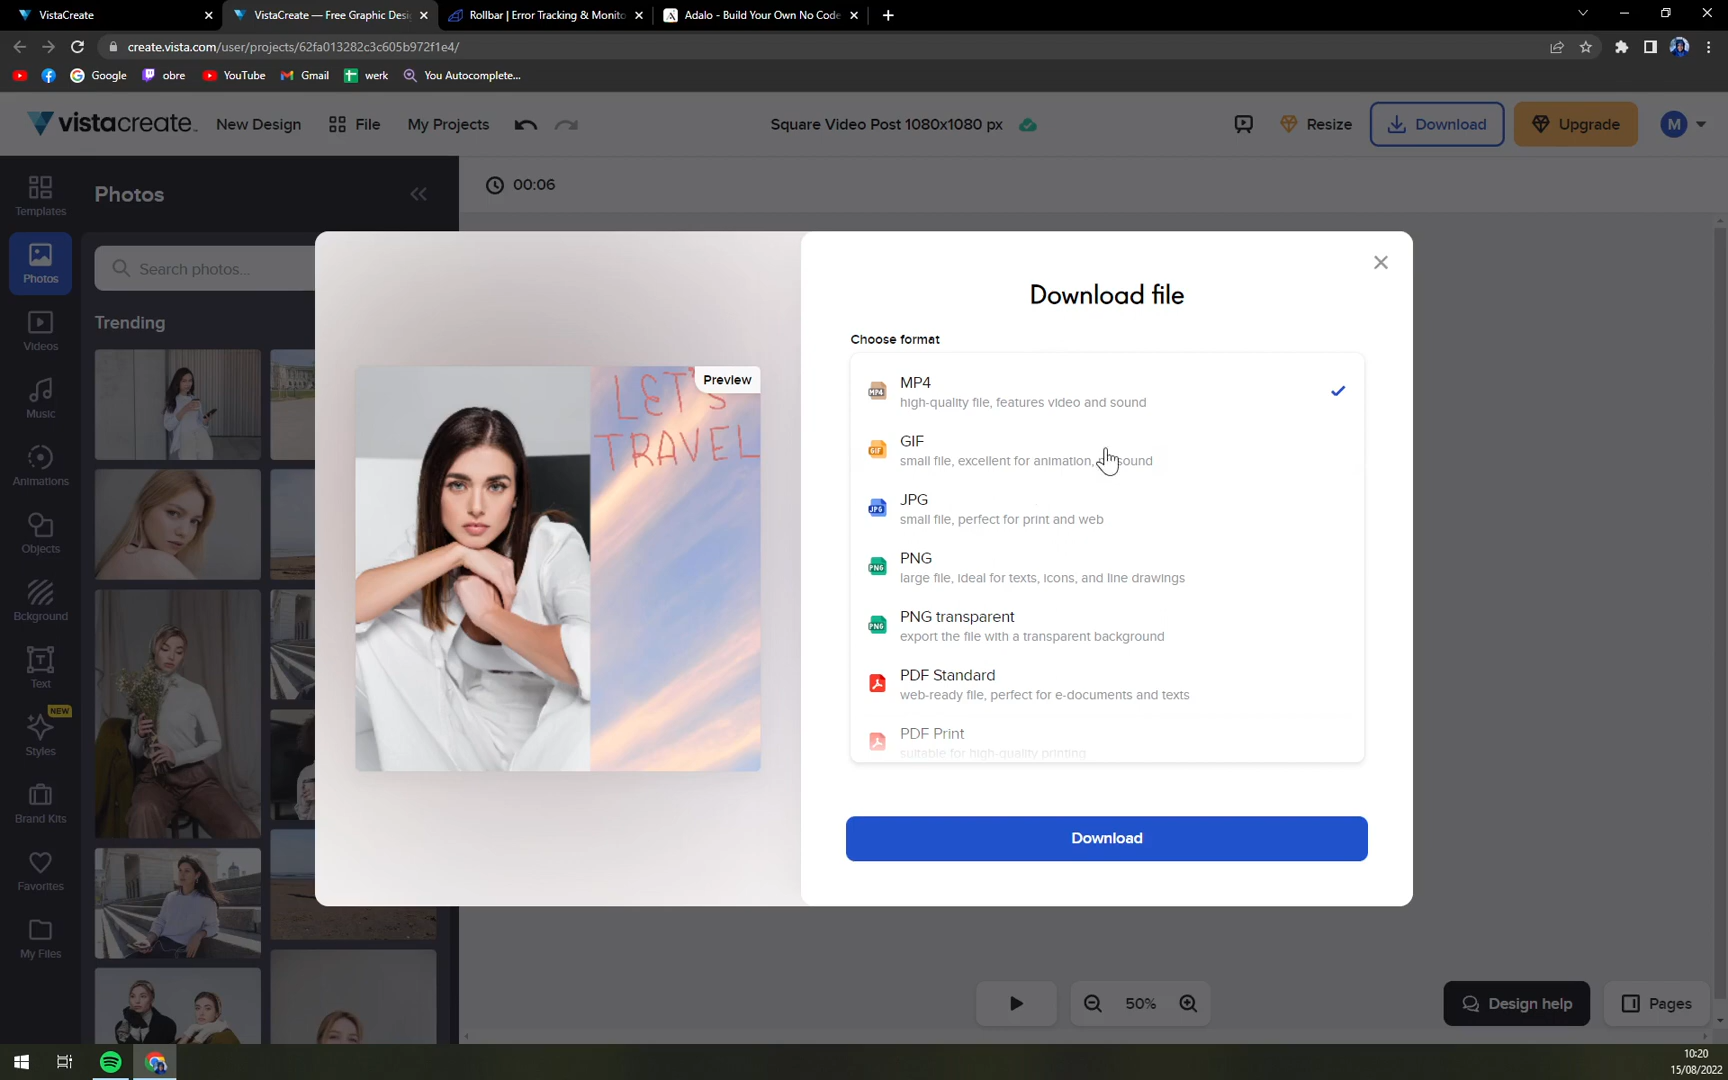 VistaCreate
VistaCreate — Free Graphic Desi
Rollbar | Error Tracking & Monito
Adalo - Build Your Own No Code
create.vista.com/user/projects/62fa013282c3c605b972f1e4/
Google
obre
YouTube
Gmail
werk
You Autocomplete...
vistacreate
New Design
File
My Projects
Square Video Post 1080x1080 px
Resize
Download
Upgrade
M
Templates
Photos
Videos
Music
Animations
Objects
Bckground
Text
NEW
Styles
Brand Kits
Favorites
My Files
Photos
Search photos...
Trending
00:06
Preview
LET'S
TRAVEL
Download file
Choose format
MP4
MP4
high-quality file, features video and sound
GIF
GIF
small file, excellent for animation, sound
JPG
JPG
small file, perfect for print and web
PNG
PNG
large file, ideal for texts, icons, and line drawings
PNG
PNG transparent
export the file with a transparent background
PDF Standard
web-ready file, perfect for e-documents and texts
PDF Print
suitable for high-quality printing
Download
50%
Design help
Pages
10:20
15/08/2022